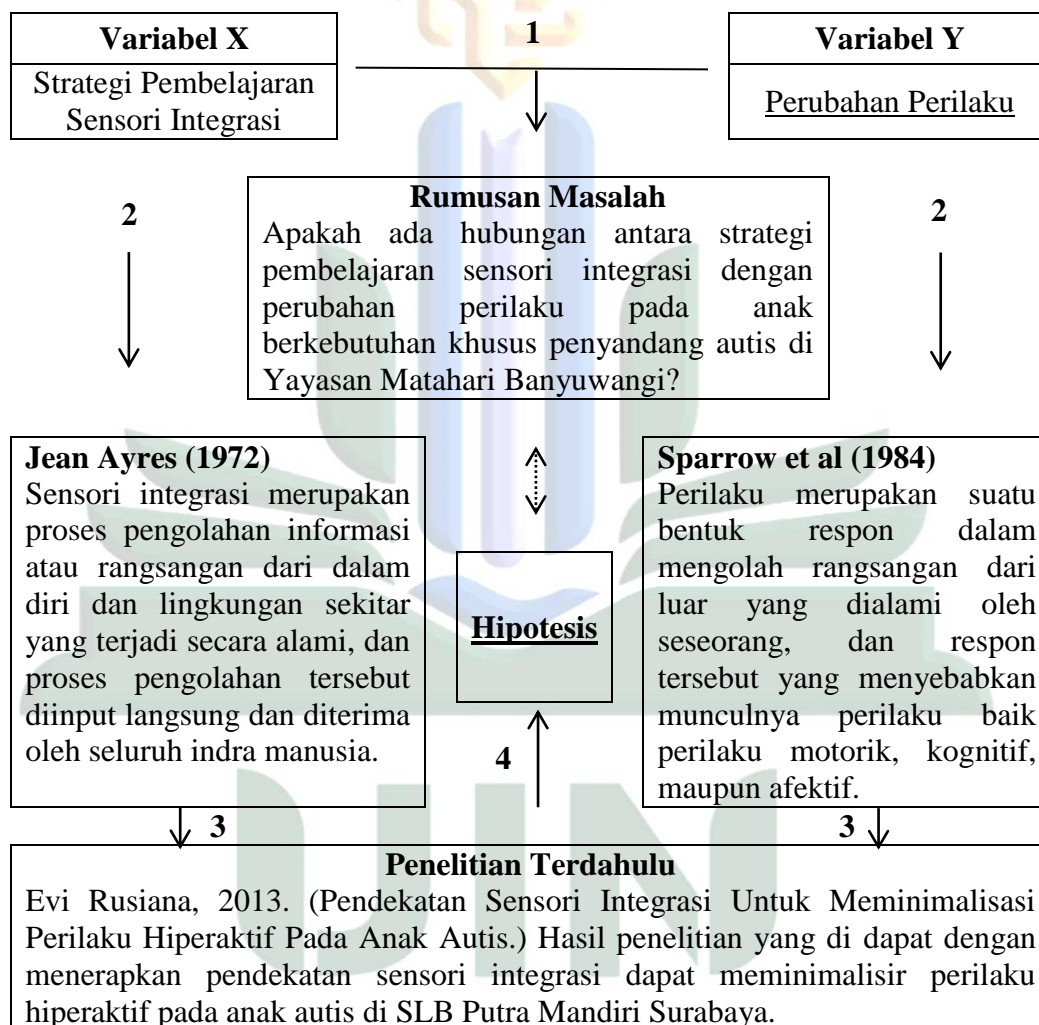 Variabel X
Strategi Pembelajaran
Sensori Integrasi
1
Variabel Y
Perubahan Perilaku
2
Rumusan Masalah
Apakah ada hubungan antara strategi
pembelajaran sensori integrasi dengan
perubahan perilaku pada anak
berkebutuhan khusus penyandang autis di
Yayasan Matahari Banyuwangi?
2
Jean Ayres (1972)
Sensori integrasi merupakan
proses pengolahan informasi
atau rangsangan dari dalam
diri dan lingkungan sekitar
yang terjadi secara alami, dan
proses pengolahan tersebut
diinput langsung dan diterima
oleh seluruh indra manusia.
Hipotesis
4
Sparrow et al (1984)
Perilaku merupakan suatu
bentuk respon dalam
mengolah rangsangan dari
luar yang dialami oleh
seseorang, dan respon
tersebut yang menyebabkan
munculnya perilaku baik
perilaku motorik, kognitif,
maupun afektif.
3
3
Penelitian Terdahulu
Evi Rusiana, 2013. (Pendekatan Sensori Integrasi Untuk Meminimalisasi
Perilaku Hiperaktif Pada Anak Autis.) Hasil penelitian yang di dapat dengan
menerapkan pendekatan sensori integrasi dapat meminimalisir perilaku
hiperaktif pada anak autis di SLB Putra Mandiri Surabaya.
UIN